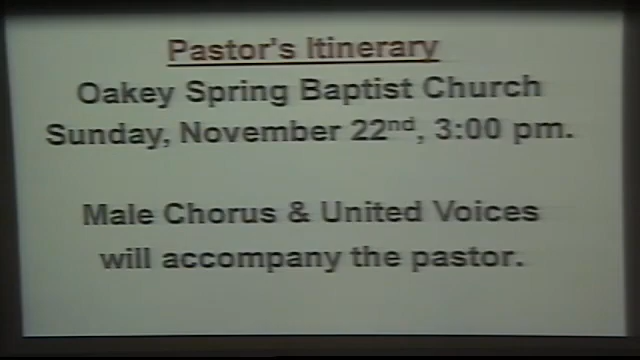 Pastor's Itinerary
Oakey Spring Baptist Church
Sunday, November 22nd, 3:00 pm.
Male Chorus & United Voices
will accompany the pastor.